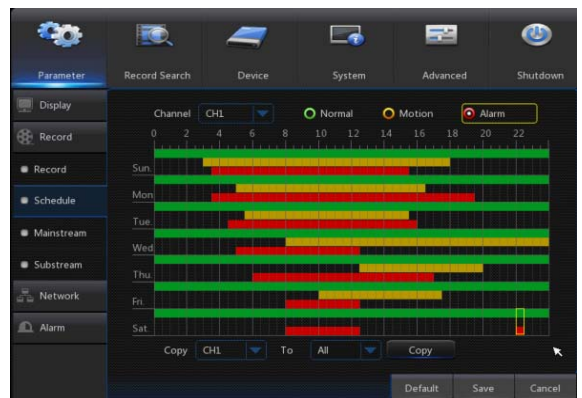 Parameter Record Search Device System Advanced Shutdown
Display
Record
Record
Schedule
Mainstream
Substream
Network
Alarm
Channel CH1 Normal Motion Alarm
0 2 4 6 8 10 12 14 16 18 20 22
Sun.
Mon.
Tue.
Wed.
Thu.
Fri.
Sat.
Copy CH1 To All Copy
Default Save Cancel